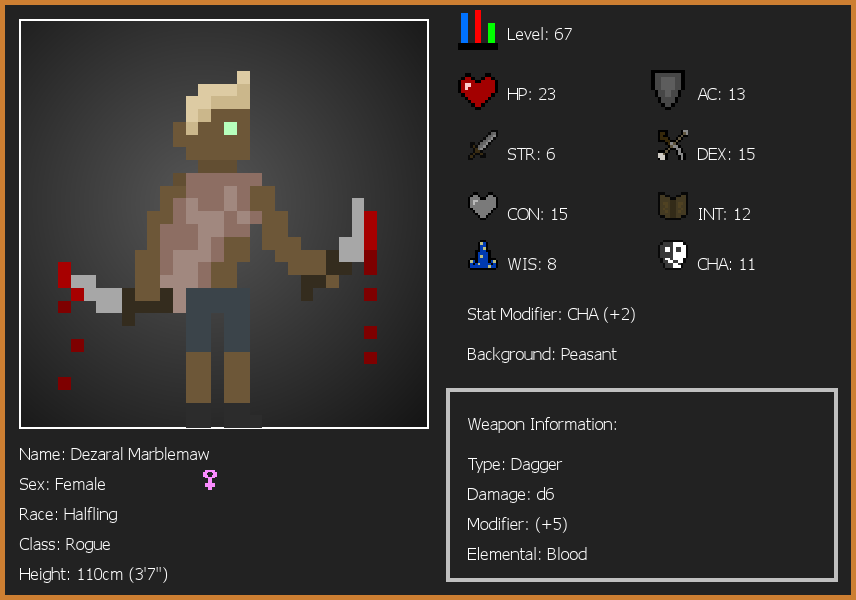 Level: 67
HP: 23
AC: 13
STR: 6
DEX: 15
CON: 15
INT: 12
WIS: 8
CHA: 11
Stat Modifier: CHA (+2)
Background: Peasant
Weapon Information:
Type: Dagger
Damage: d6
Modifier: (+5)
Elemental: Blood
Name: Dezaral Marblemaw
Sex: Female
Race: Halfling
Class: Rogue
Height: 110cm (3'7")